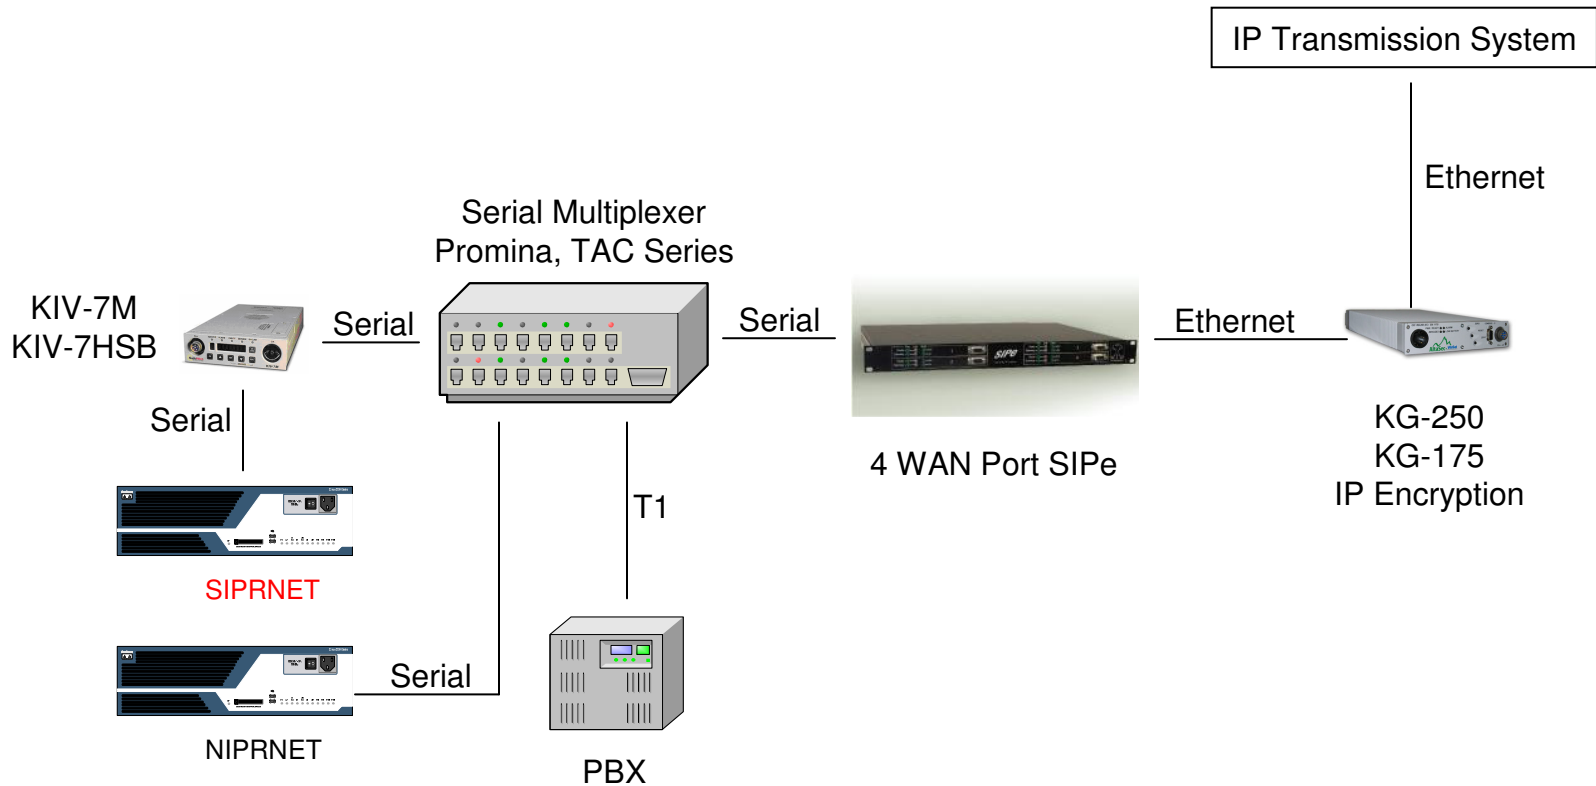 IP Transmission System
Ethernet
Serial Multiplexer
Promina, TAC Series
KIV-7M
KIV-7HSB
Serial
Serial
Ethernet
SIPe
Serial
KG-250
KG-175
IP Encryption
4 WAN Port SIPe
T1
SIPRNET
Serial
NIPRNET
PBX